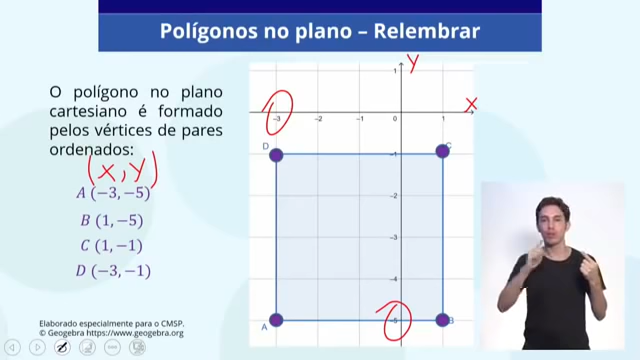 Polígonos no plano – Relembrar
O polígono no plano
cartesiano é formado
pelos vértices de pares
ordenados:
(x, y)
A (−3, −5)
B (1, −5)
C (1, −1)
D (−3, −1)
Elaborado especialmente para o CMSP.
© Geogebra https://www.geogebra.org
y
1
x
-3 -2 -1 0 1
D C
-1
-2
-3
-4
-5
A B